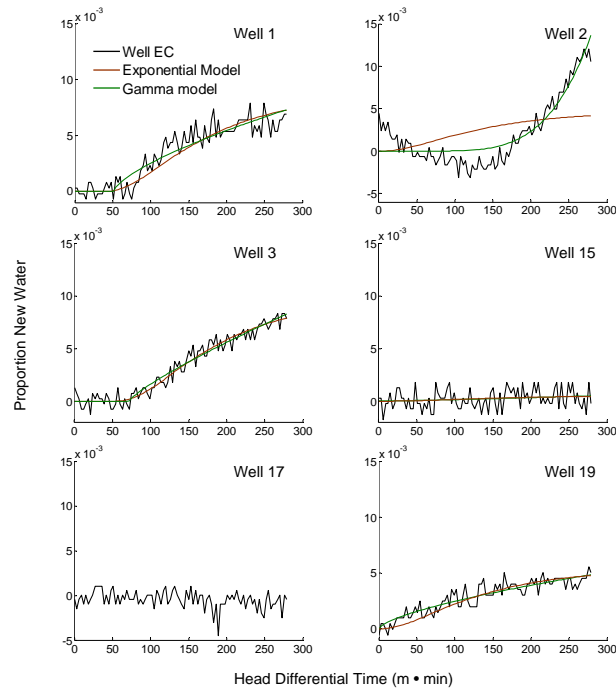 x 10⁻³
Well 1
15
10
5
0
0 50 100 150 200 250 300
Well EC
Exponential Model
Gamma model
x 10⁻³
Well 2
15
10
5
0
-5
0 50 100 150 200 250 300
x 10⁻³
Well 3
15
10
5
0
0 50 100 150 200 250 300
x 10⁻³
Well 15
15
10
5
0
0 50 100 150 200 250 300
x 10⁻³
Well 17
15
10
5
0
-5
0 50 100 150 200 250 300
x 10⁻³
Well 19
15
10
5
0
0 50 100 150 200 250 300
Proportion New Water
Head Differential Time (m • min)